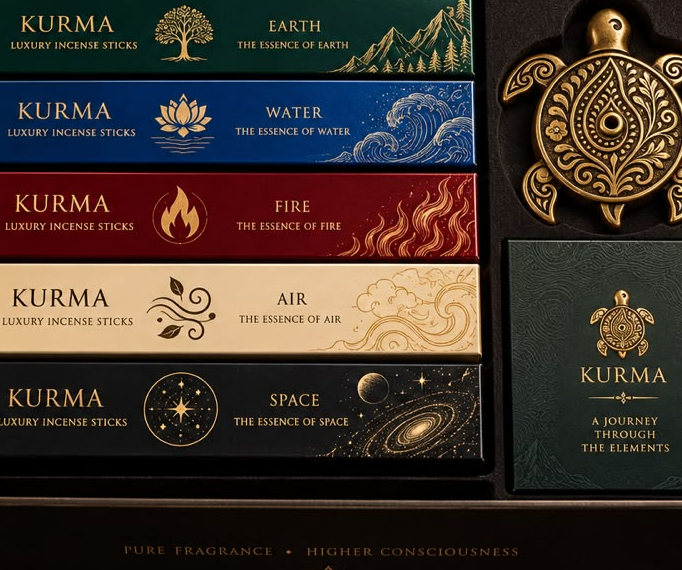 KURMA
LUXURY INCENSE STICKS
EARTH
THE ESSENCE OF EARTH
KURMA
LUXURY INCENSE STICKS
WATER
THE ESSENCE OF WATER
KURMA
LUXURY INCENSE STICKS
FIRE
THE ESSENCE OF FIRE
KURMA
LUXURY INCENSE STICKS
AIR
THE ESSENCE OF AIR
KURMA
LUXURY INCENSE STICKS
SPACE
THE ESSENCE OF SPACE
KURMA
A JOURNEY
THROUGH
THE ELEMENTS
PURE FRAGRANCE • HIGHER CONSCIOUSNESS